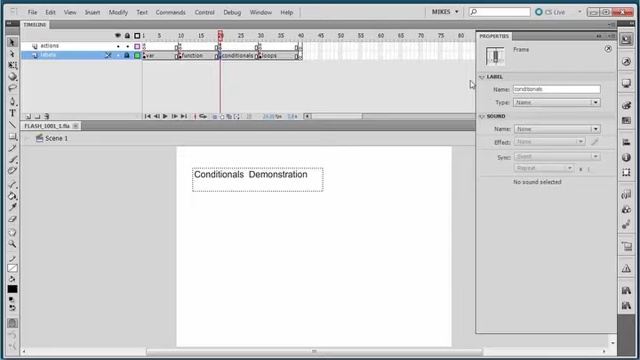 File Edit View Insert Modify Text Commands Control Debug Window Help MIKES CS Live
TIMELINE
1 5 10 15 20 25 30 35 40 45 50 55 60 65 70 75 80
actions
labels var function conditionals loops
FLASH_1001_1.fla
Scene 1
Conditionals Demonstration
PROPERTIES
Frame
LABEL
Name: conditionals
Type: Name
SOUND
Name: None
Effect: None
Sync: Event
Repeat x 1
No sound selected